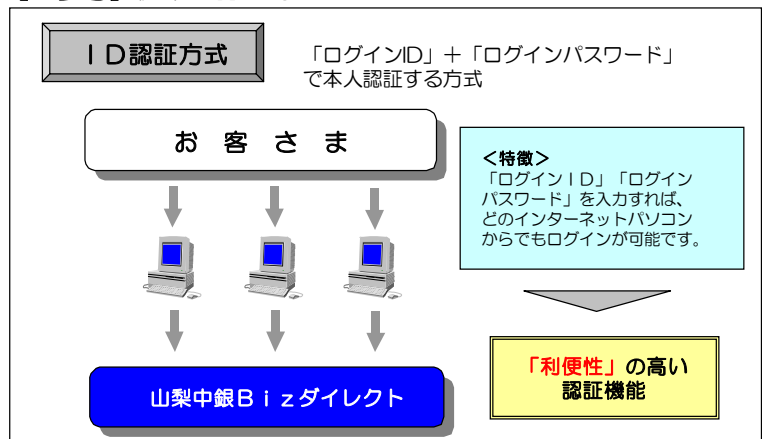 ＩＤ認証方式
「ログインID」＋「ログインパスワード」
で本人認証する方式
お 客 さ ま
＜特徴＞
「ログインＩＤ」「ログイン
パスワード」を入力すれば、
どのインターネットパソコン
からでもログインが可能です。
「利便性」の高い
認証機能
山梨中銀Ｂｉｚダイレクト